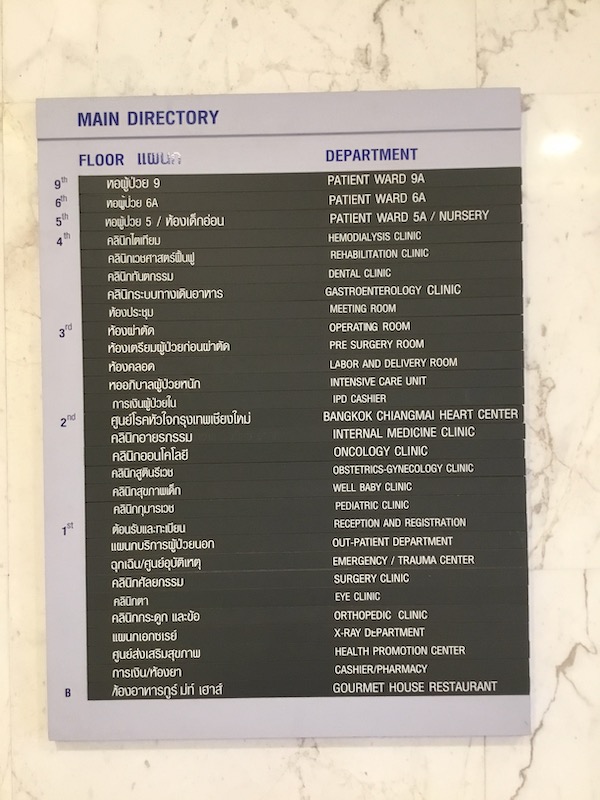 MAIN DIRECTORY
FLOOR แผนก DEPARTMENT
9th หอผู้ป่วย 9 PATIENT WARD 9A
6th หอผู้ป่วย 6A PATIENT WARD 6A
5th หอผู้ป่วย 5 / ห้องเด็กอ่อน PATIENT WARD 5A / NURSERY
4th คลินิกไตเทียม HEMODIALYSIS CLINIC
คลินิกเวชศาสตร์ฟื้นฟู REHABILITATION CLINIC
คลินิกทันตกรรม DENTAL CLINIC
คลินิกระบบทางเดินอาหาร GASTROENTEROLOGY CLINIC
ห้องประชุม MEETING ROOM
3rd ห้องผ่าตัด OPERATING ROOM
ห้องเตรียมผู้ป่วยก่อนผ่าตัด PRE SURGERY ROOM
ห้องคลอด LABOR AND DELIVERY ROOM
หออภิบาลผู้ป่วยหนัก INTENSIVE CARE UNIT
การเงินผู้ป่วยใน IPD CASHIER
2nd ศูนย์โรคหัวใจกรุงเทพเชียงใหม่ BANGKOK CHIANGMAI HEART CENTER
คลินิกอายุรกรรม INTERNAL MEDICINE CLINIC
คลินิกออนโคโลยี ONCOLOGY CLINIC
คลินิกสูตินรีเวช OBSTETRICS-GYNECOLOGY CLINIC
คลินิกสุขภาพเด็ก WELL BABY CLINIC
คลินิกกุมารเวช PEDIATRIC CLINIC
1st ต้อนรับและทะเบียน RECEPTION AND REGISTRATION
แผนกบริการผู้ป่วยนอก OUT-PATIENT DEPARTMENT
ฉุกเฉิน/ศูนย์อุบัติเหตุ EMERGENCY / TRAUMA CENTER
คลินิกศัลยกรรม SURGERY CLINIC
คลินิกตา EYE CLINIC
คลินิกกระดูก และข้อ ORTHOPEDIC CLINIC
แผนกเอกซเรย์ X-RAY DEPARTMENT
ศูนย์ส่งเสริมสุขภาพ HEALTH PROMOTION CENTER
การเงิน/ห้องยา CASHIER/PHARMACY
B ห้องอาหารกูร์ เฮาส์ GOURMET HOUSE RESTAURANT